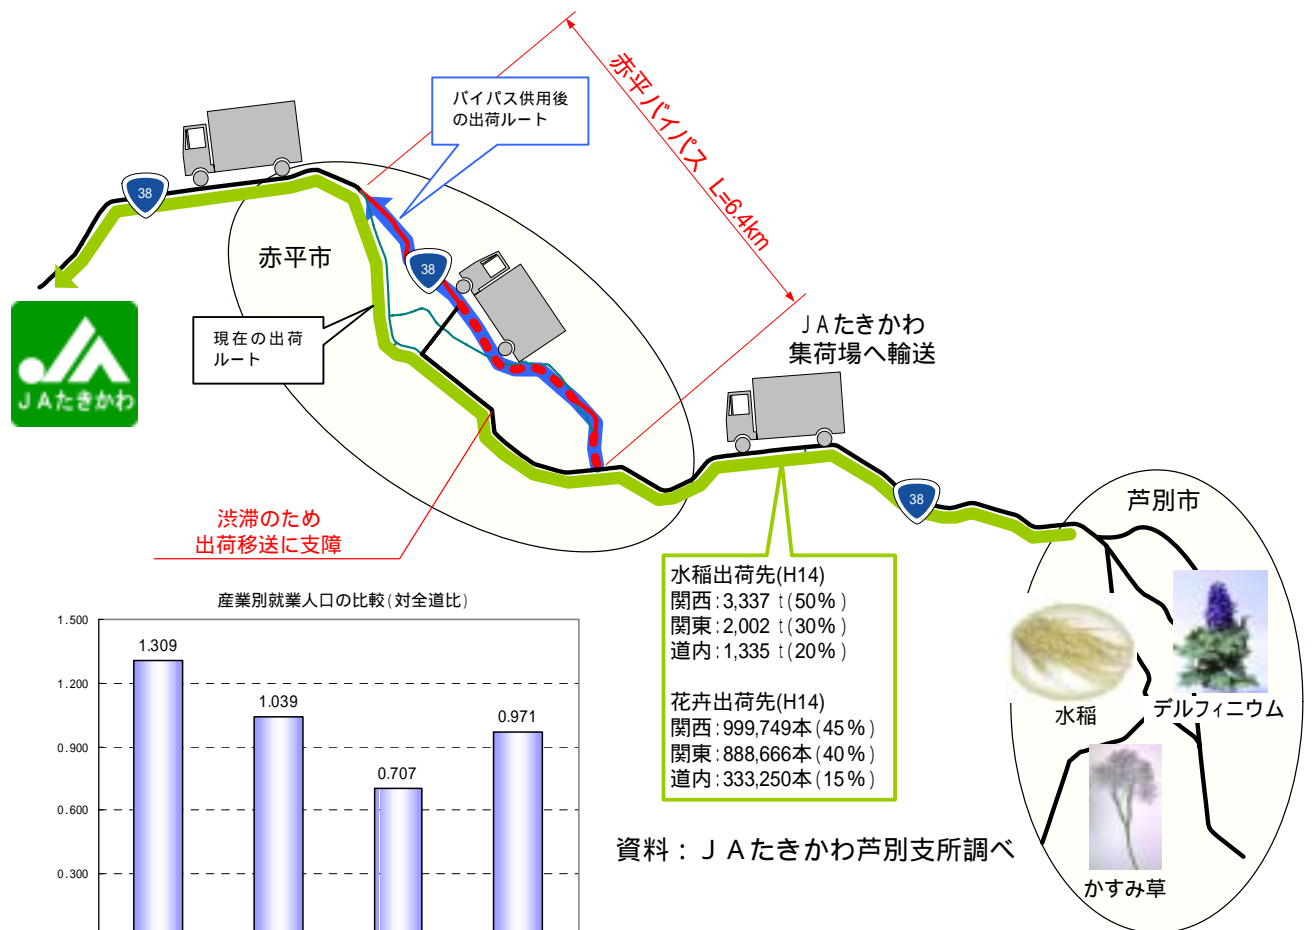 バイパス供用後
の出荷ルート
赤平バイパス L=6.4km
38
赤平市
38
現在の出荷
ルート
JAたきかわ
JAたきかわ
集荷場へ輸送
38
芦別市
渋滞のため
出荷移送に支障
水稲出荷先(H14)
関西:3,337 t(50%)
関東:2,002 t(30%)
道内:1,335 t(20%)
花卉出荷先(H14)
関西:999,749本(45%)
関東:888,666本(40%)
道内:333,250本(15%)
水稲
デルフィニウム
かすみ草
資料:JAたきかわ芦別支所調べ
産業別就業人口の比較(対全道比)
1.500
1.200
0.900
0.600
0.300
1.309
1.039
0.707
0.971